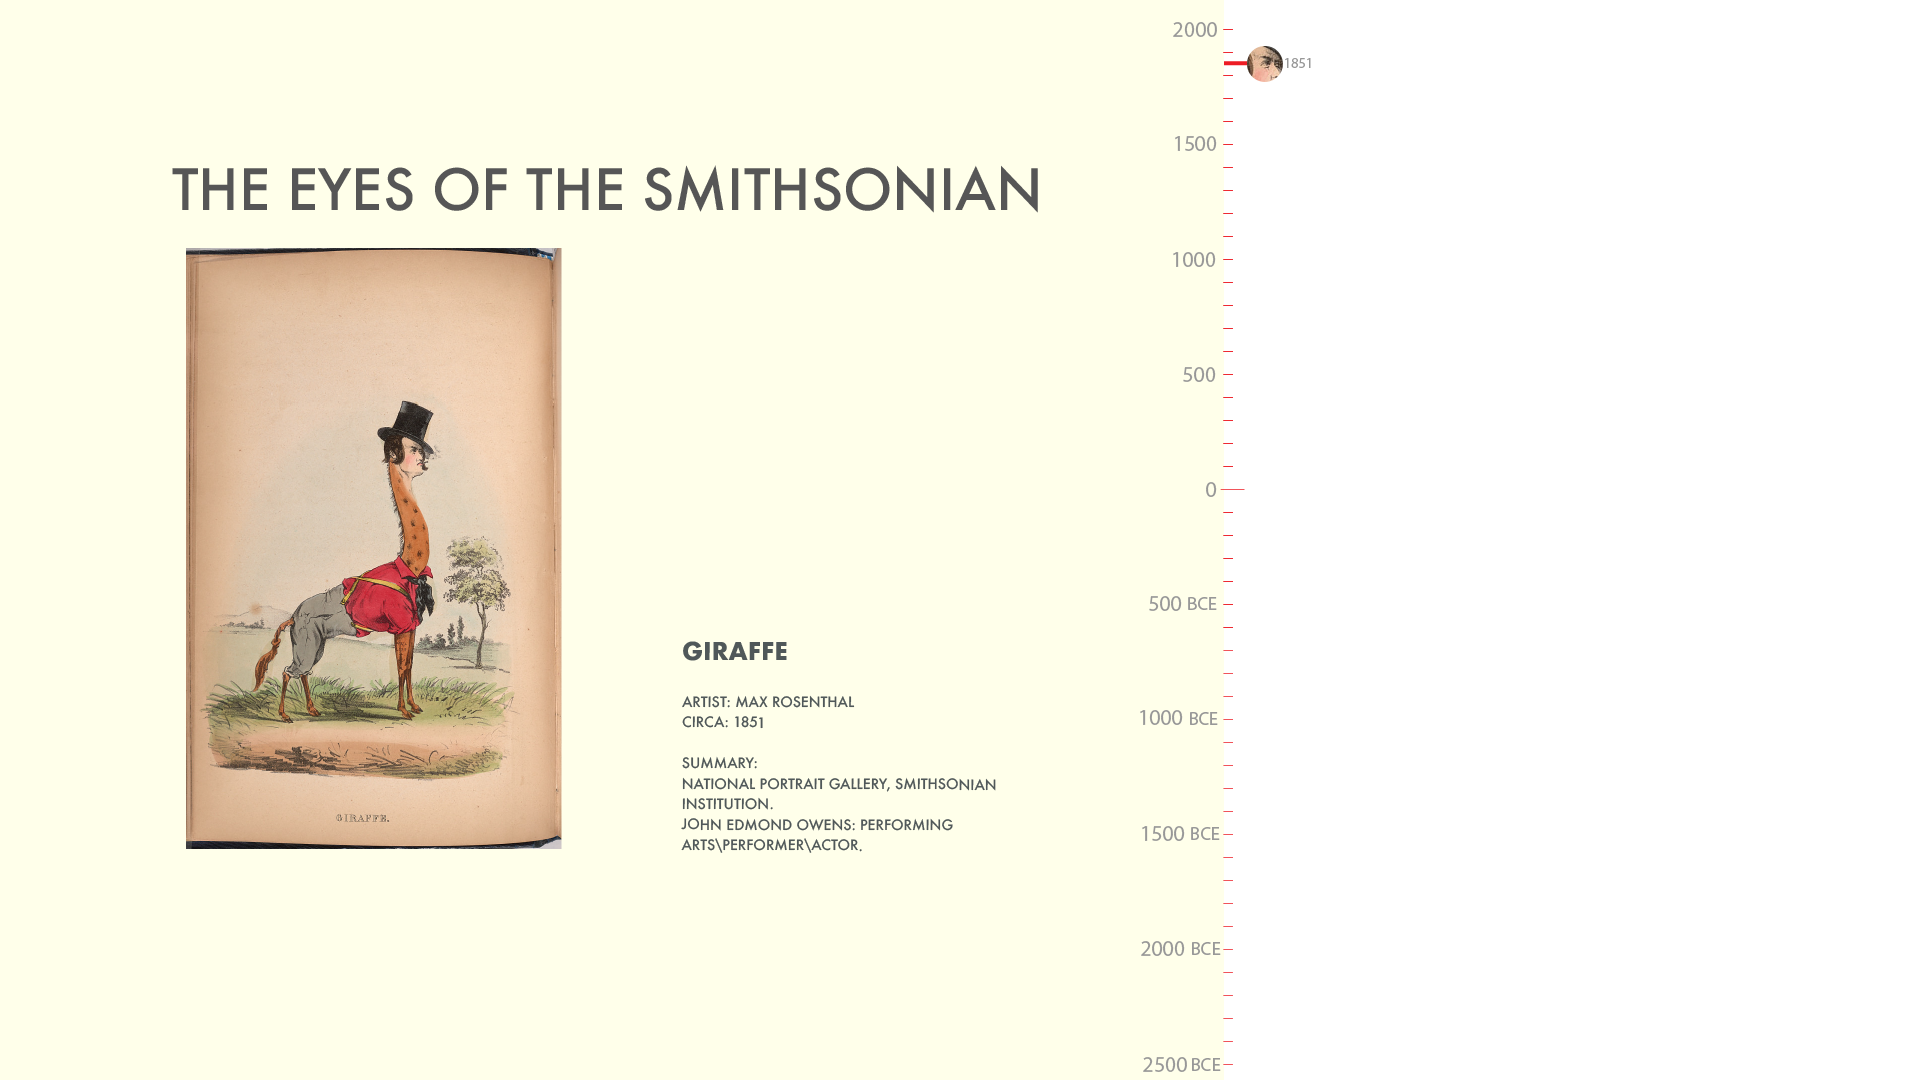 THE EYES OF THE SMITHSONIAN
GIRAFFE.
GIRAFFE
ARTIST: MAX ROSENTHAL
CIRCA: 1851
SUMMARY:
NATIONAL PORTRAIT GALLERY, SMITHSONIAN
INSTITUTION.
JOHN EDMOND OWENS: PERFORMING
ARTS\PERFORMER\ACTOR.
2000
1851
1500
1000
500
0
500 BCE
1000 BCE
1500 BCE
2000 BCE
2500 BCE